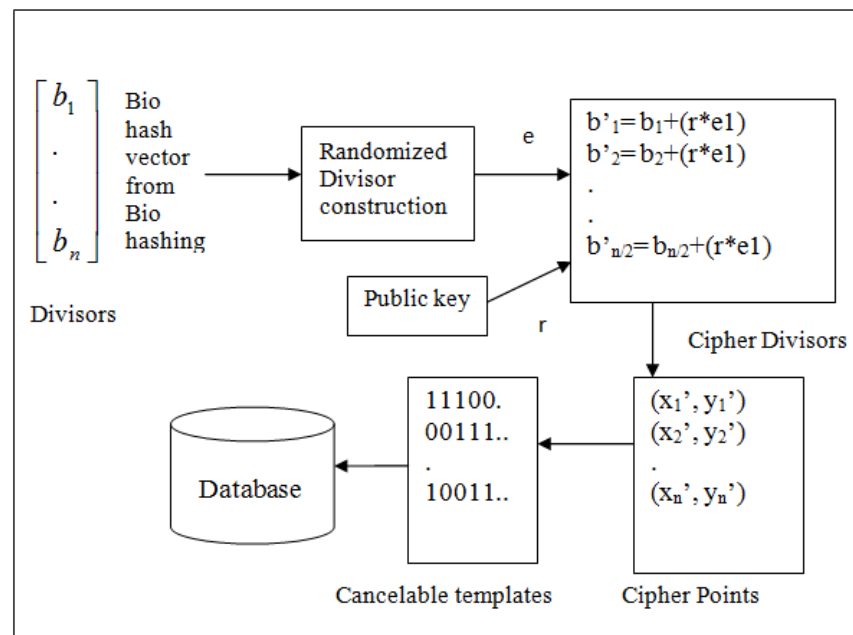 b1
.
.
bn
Bio
hash
vector
from
Bio
hashing
Divisors
Randomized
Divisor
construction
e
Public key
r
b’1= b1+(r*e1)
b’2= b2+(r*e1)
.
.
b’n/2= bn/2+(r*e1)
Cipher Divisors
(x1’, y1’)
(x2’, y2’)
.
(xn’, yn’)
Cipher Points
11100.
00111..
.
10011..
Cancelable templates
Database